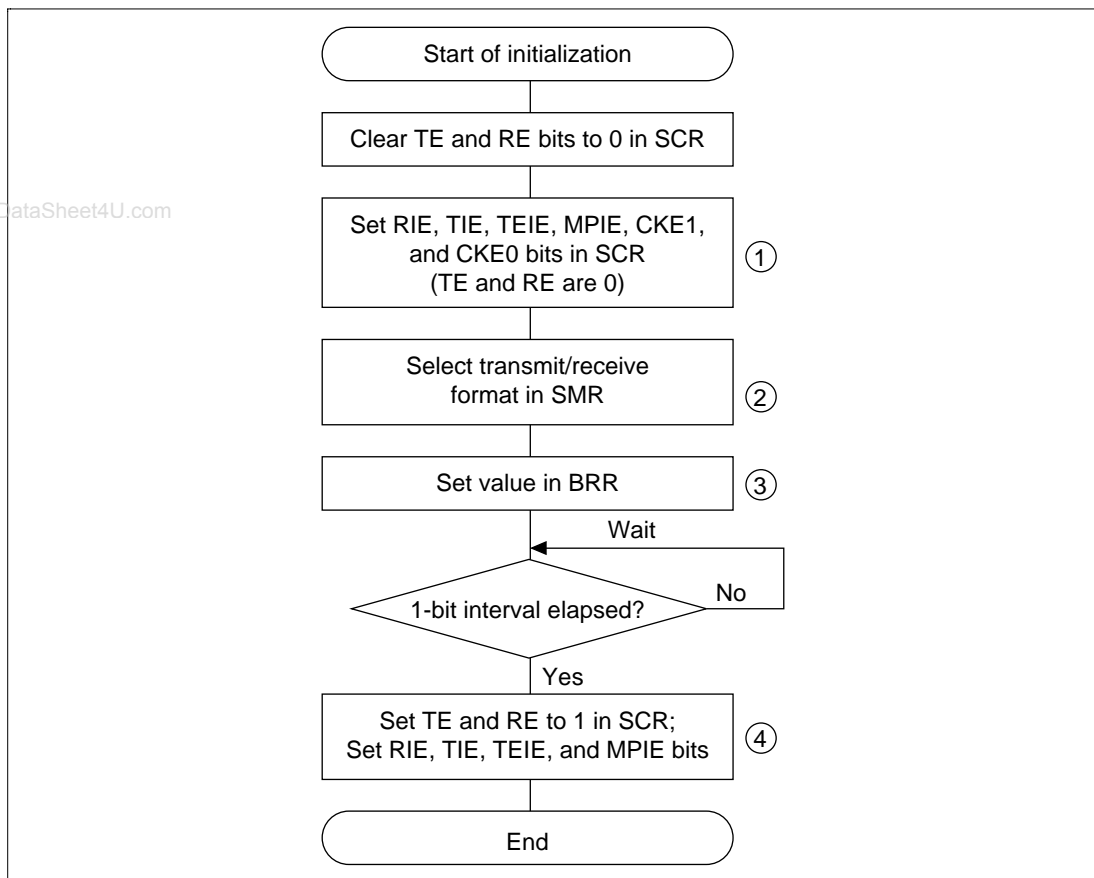 Start of initialization
Clear TE and RE bits to 0 in SCR
DataSheet4U.com
Set RIE, TIE, TEIE, MPIE, CKE1,
and CKE0 bits in SCR
(TE and RE are 0)
1
Select transmit/receive
format in SMR
2
Set value in BRR
3
Wait
1-bit interval elapsed?
No
Yes
Set TE and RE to 1 in SCR;
Set RIE, TIE, TEIE, and MPIE bits
4
End